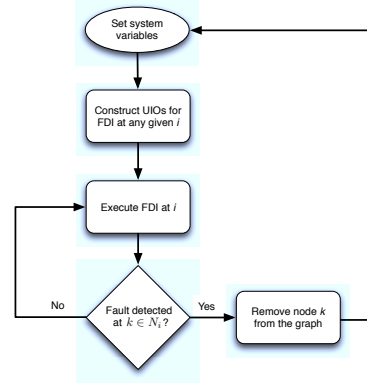 Set system
variables
Construct UIOs for
FDI at any given i
Execute FDI at i
Fault detected
at k ∈ N_i?
No
Yes
Remove node k
from the graph